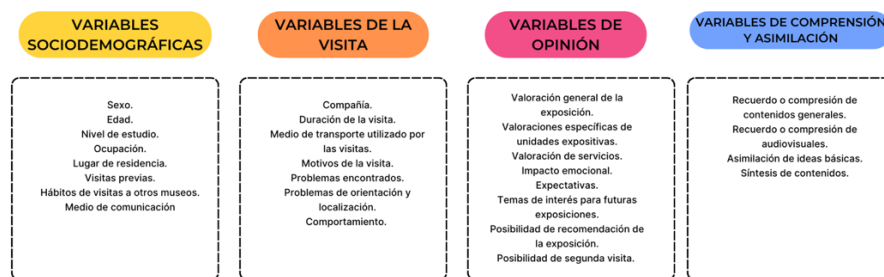 VARIABLES
SOCIODEMOGRÁFICAS
Sexo.
Edad.
Nivel de estudio.
Ocupación.
Lugar de residencia.
Visitas previas.
Hábitos de visitas a otros museos.
Medio de comunicación
VARIABLES DE LA
VISITA
Compañía.
Duración de la visita.
Medio de transporte utilizado por
las visitas.
Motivos de la visita.
Problemas encontrados.
Problemas de orientación y
localización.
Comportamiento.
VARIABLES DE
OPINIÓN
Valoración general de la
exposición.
Valoraciones específicas de
unidades expositivas.
Valoración de servicios.
Impacto emocional.
Expectativas.
Temas de interés para futuras
exposiciones.
Posibilidad de recomendación de
la exposición.
Posibilidad de segunda visita.
VARIABLES DE COMPRENSIÓN
Y ASIMILACIÓN
Recuerdo o compresión de
contenidos generales.
Recuerdo o compresión de
audiovisuales.
Asimilación de ideas básicas.
Síntesis de contenidos.